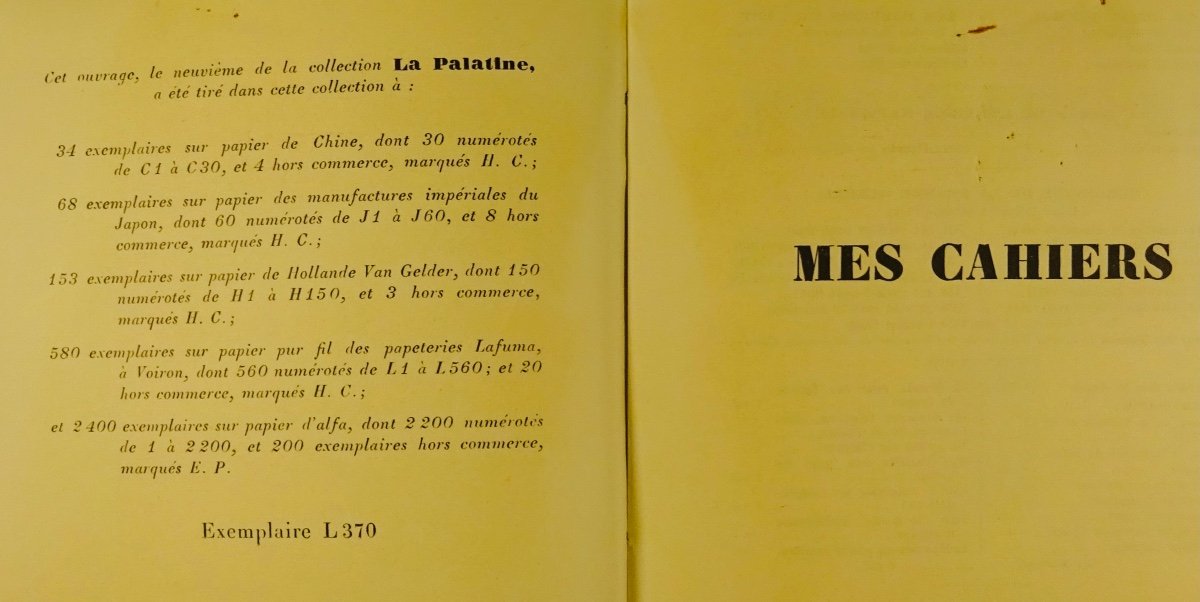 Cet ouvrage, le neuvième de la collection La Palatine,
a été tiré dans cette collection à :
34 exemplaires sur papier de Chine, dont 30 numérotés
de C1 à C30, et 4 hors commerce, marqués H. C.;
68 exemplaires sur papier des manufactures impériales du
Japon, dont 60 numérotés de J1 à J60, et 8 hors
commerce, marqués H. C.;
153 exemplaires sur papier de Hollande Van Gelder, dont 150
numérotés de H1 à H150, et 3 hors commerce,
marqués H. C.;
580 exemplaires sur papier pur fil des papeteries Lafuma,
à Voiron, dont 560 numérotés de L1 à L560; et 20
hors commerce, marqués H. C.;
et 2 400 exemplaires sur papier d'alfa, dont 2 200 numérotés
de 1 à 2 200, et 200 exemplaires hors commerce,
marqués E. P.
Exemplaire L370
MES CAHIERS